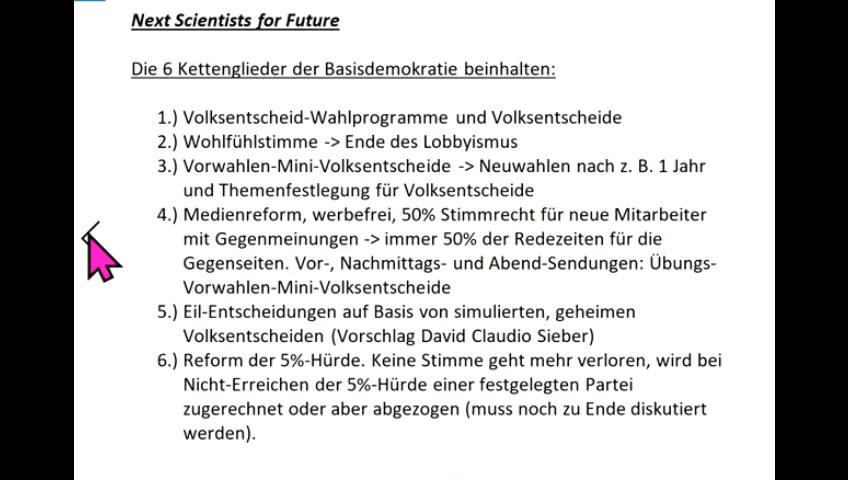 Next Scientists for Future
Die 6 Kettenglieder der Basisdemokratie beinhalten:
1.) Volksentscheid-Wahlprogramme und Volksentscheide
2.) Wohlfühlstimme -> Ende des Lobbyismus
3.) Vorwahlen-Mini-Volksentscheide -> Neuwahlen nach z. B. 1 Jahr
und Themenfestlegung für Volksentscheide
4.) Medienreform, werbefrei, 50% Stimmrecht für neue Mitarbeiter
mit Gegenmeinungen -> immer 50% der Redezeiten für die
Gegenseiten. Vor-, Nachmittags- und Abend-Sendungen: Übungs-
Vorwahlen-Mini-Volksentscheide
5.) Eil-Entscheidungen auf Basis von simulierten, geheimen
Volksentscheiden (Vorschlag David Claudio Sieber)
6.) Reform der 5%-Hürde. Keine Stimme geht mehr verloren, wird bei
Nicht-Erreichen der 5%-Hürde einer festgelegten Partei
zugerechnet oder aber abgezogen (muss noch zu Ende diskutiert
werden).